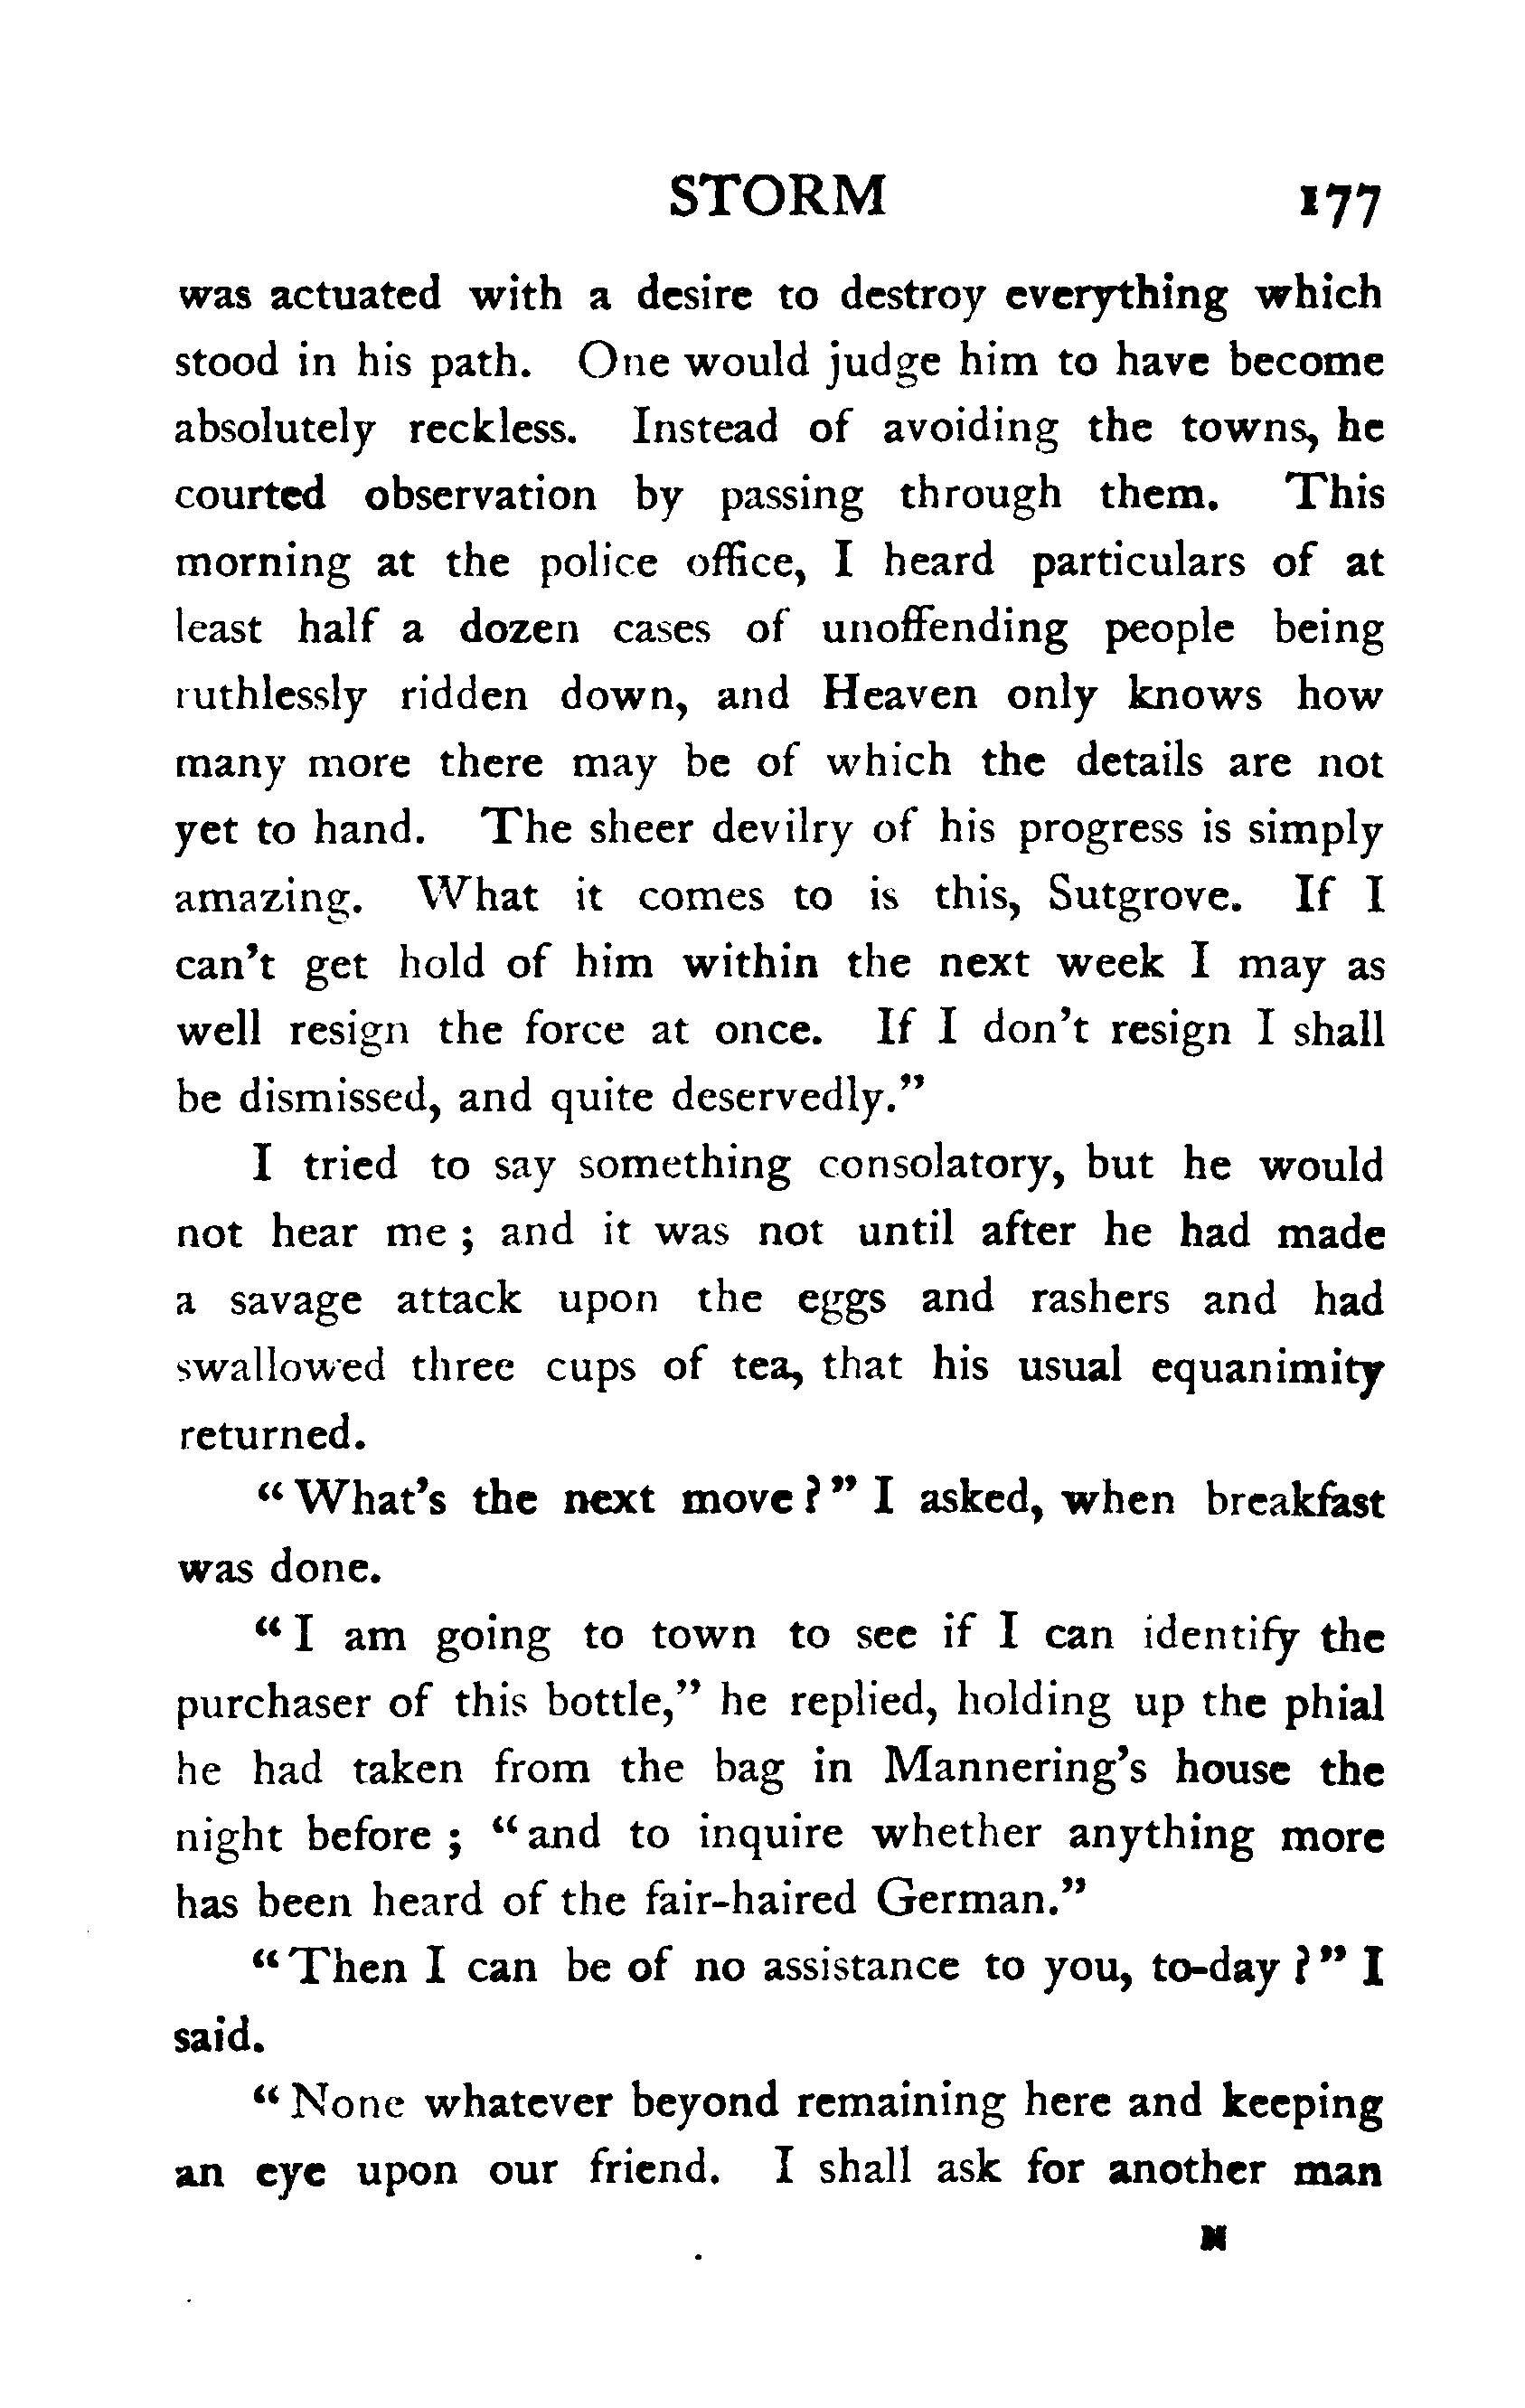 STORM 177
was actuated with a desire to destroy everything which
stood in his path. One would judge him to have become
absolutely reckless. Instead of avoiding the towns, he
courted observation by passing through them. This
morning at the police office, I heard particulars of at
least half a dozen cases of unoffending people being
ruthlessly ridden down, and Heaven only knows how
many more there may be of which the details are not
yet to hand. The sheer devilry of his progress is simply
amazing. What it comes to is this, Sutgrove. If I
can't get hold of him within the next week I may as
well resign the force at once. If I don't resign I shall
be dismissed, and quite deservedly."
I tried to say something consolatory, but he would
not hear me ; and it was not until after he had made
a savage attack upon the eggs and rashers and had
swallowed three cups of tea, that his usual equanimity
returned.
"What's the next move?" I asked, when breakfast
was done.
"I am going to town to see if I can identify the
purchaser of this bottle," he replied, holding up the phial
he had taken from the bag in Mannering's house the
night before ; "and to inquire whether anything more
has been heard of the fair-haired German."
"Then I can be of no assistance to you, to-day?" I
said.
"None whatever beyond remaining here and keeping
an eye upon our friend. I shall ask for another man
N